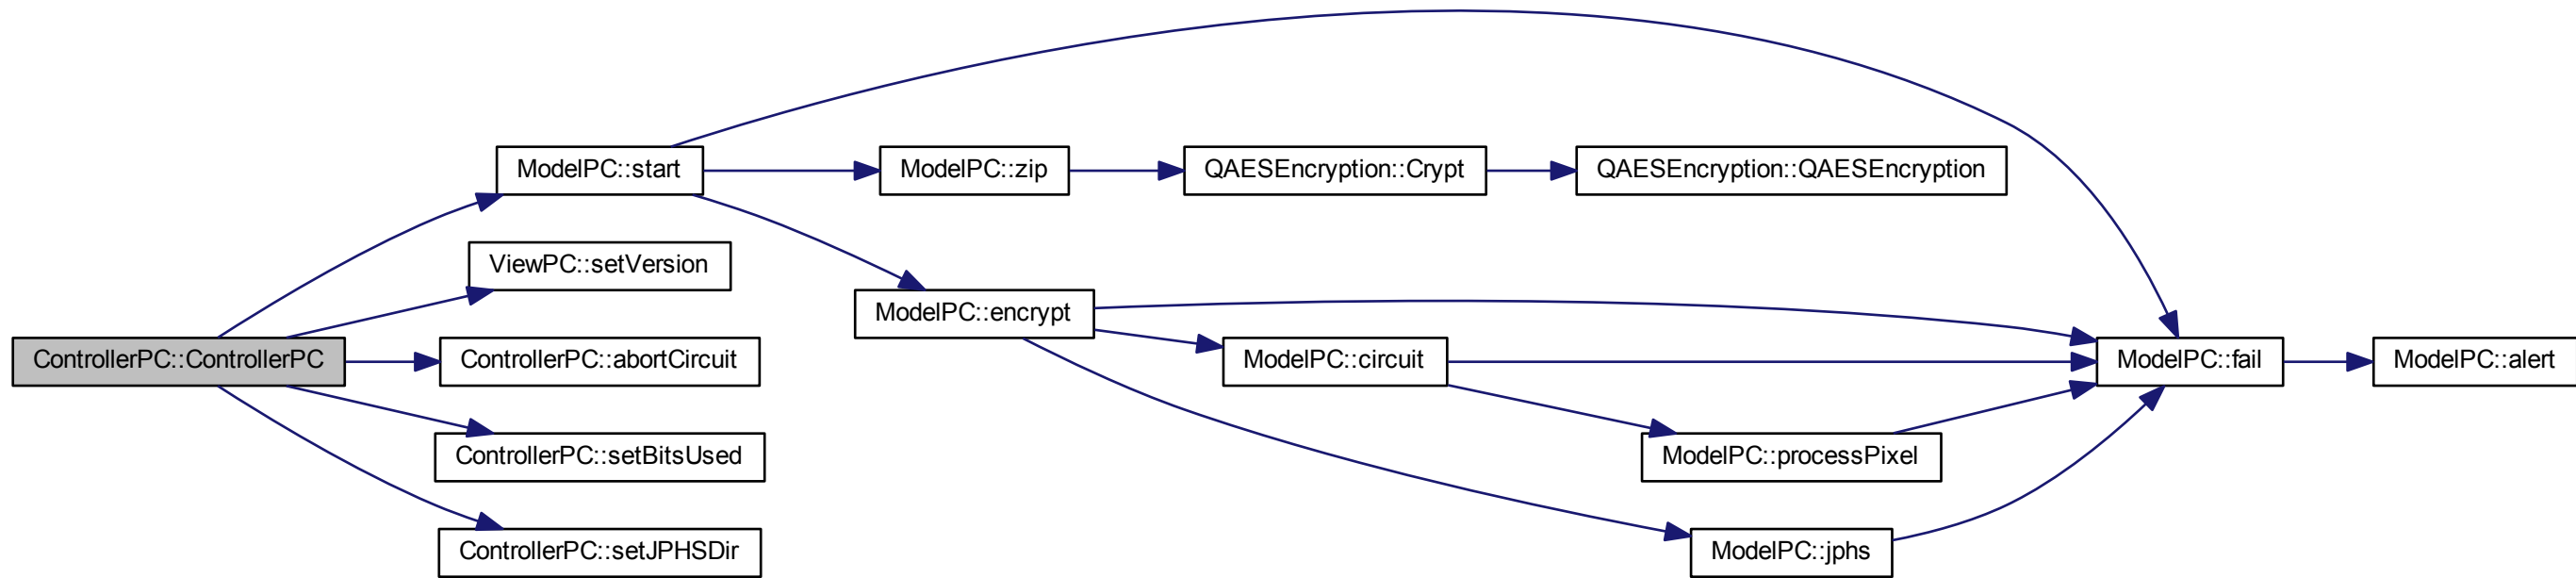 ModelPC::start
ModelPC::zip
QAESEncryption::Crypt
QAESEncryption::QAESEncryption
ViewPC::setVersion
ModelPC::encrypt
ControllerPC::ControllerPC
ControllerPC::abortCircuit
ModelPC::circuit
ModelPC::fail
ModelPC::alert
ControllerPC::setBitsUsed
ModelPC::processPixel
ControllerPC::setJPHSDir
ModelPC::jphs